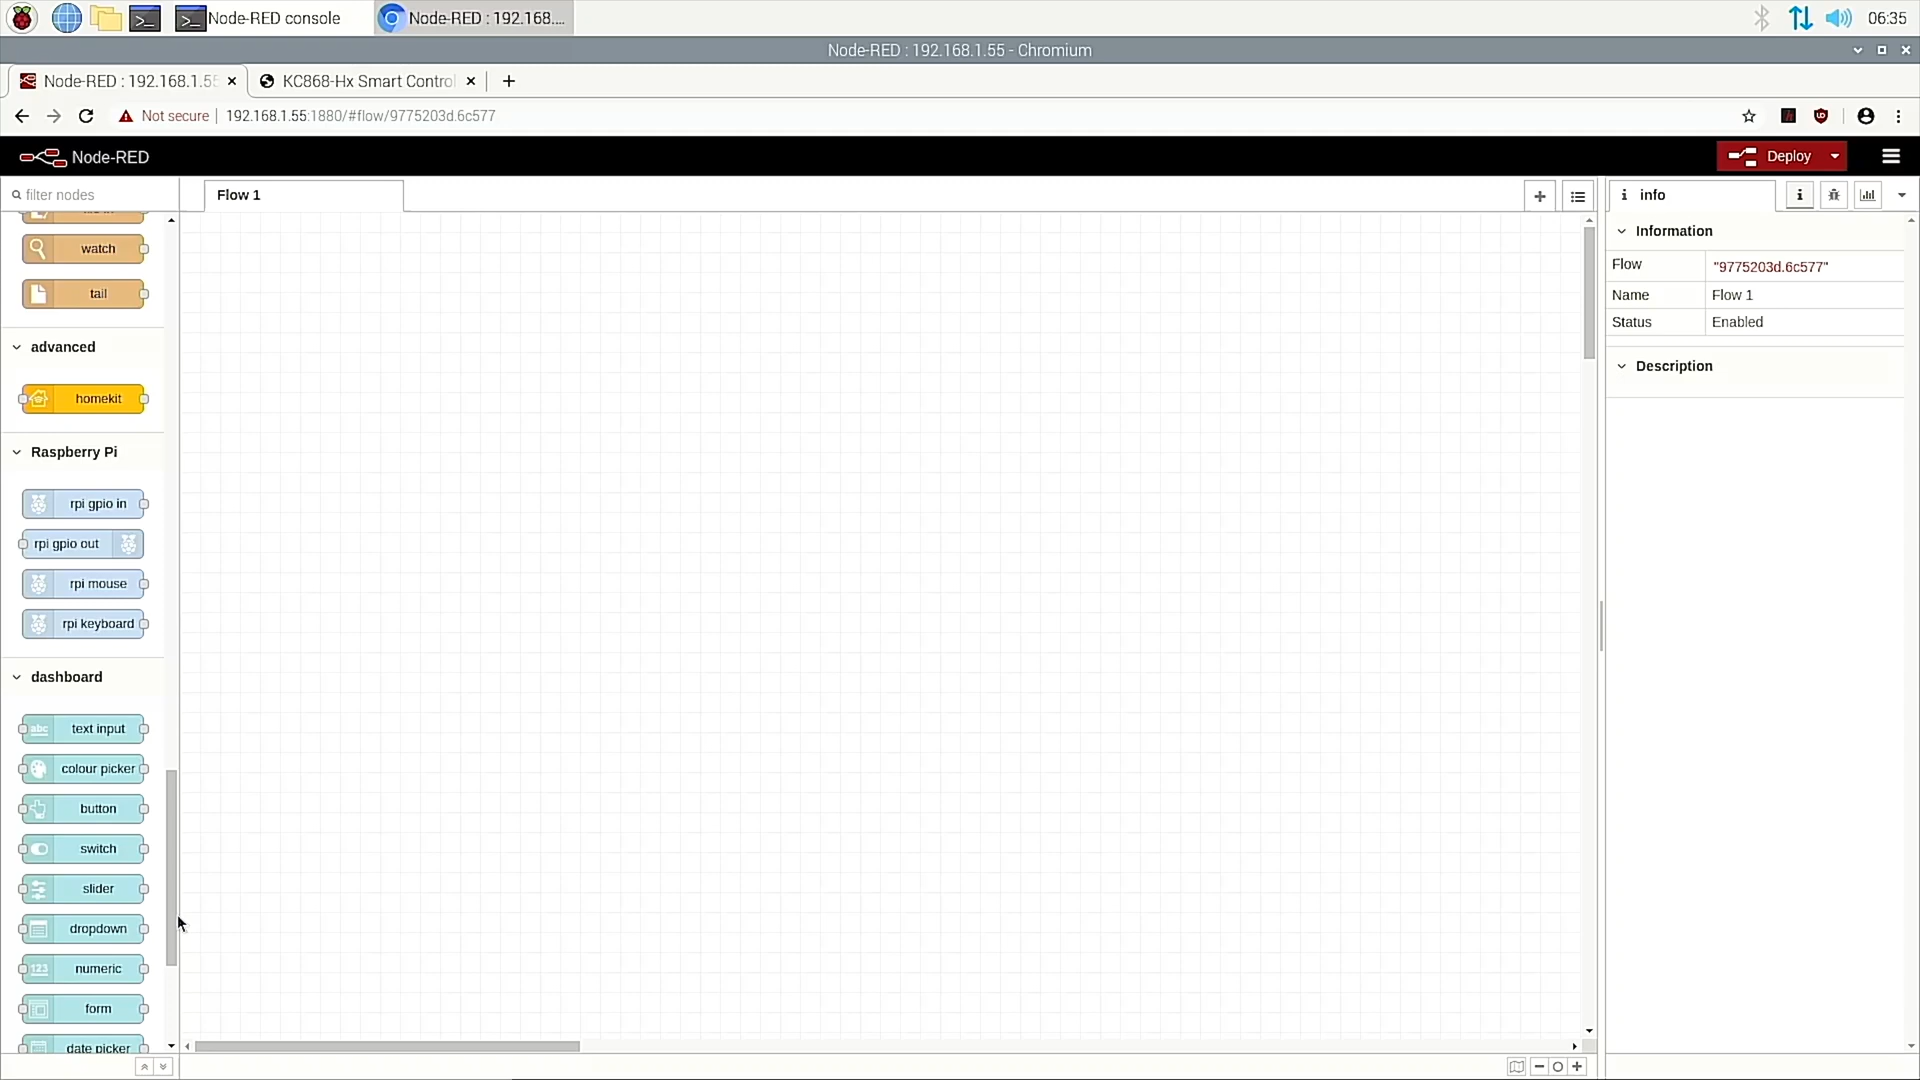 Node-RED console
Node-RED : 192.168....
06:35
Node-RED : 192.168.1.55 - Chromium
Node-RED : 192.168.1.55
KC868-Hx Smart Control
Not secure
192.168.1.55:1880/#flow/9775203d.6c577
Node-RED
Deploy
filter nodes
Flow 1
info
watch
tail
advanced
homekit
Raspberry Pi
rpi gpio in
rpi gpio out
rpi mouse
rpi keyboard
dashboard
abc
text input
colour picker
button
switch
slider
dropdown
123
numeric
form
date picker
Information
Flow
"9775203d.6c577"
Name
Flow 1
Status
Enabled
Description